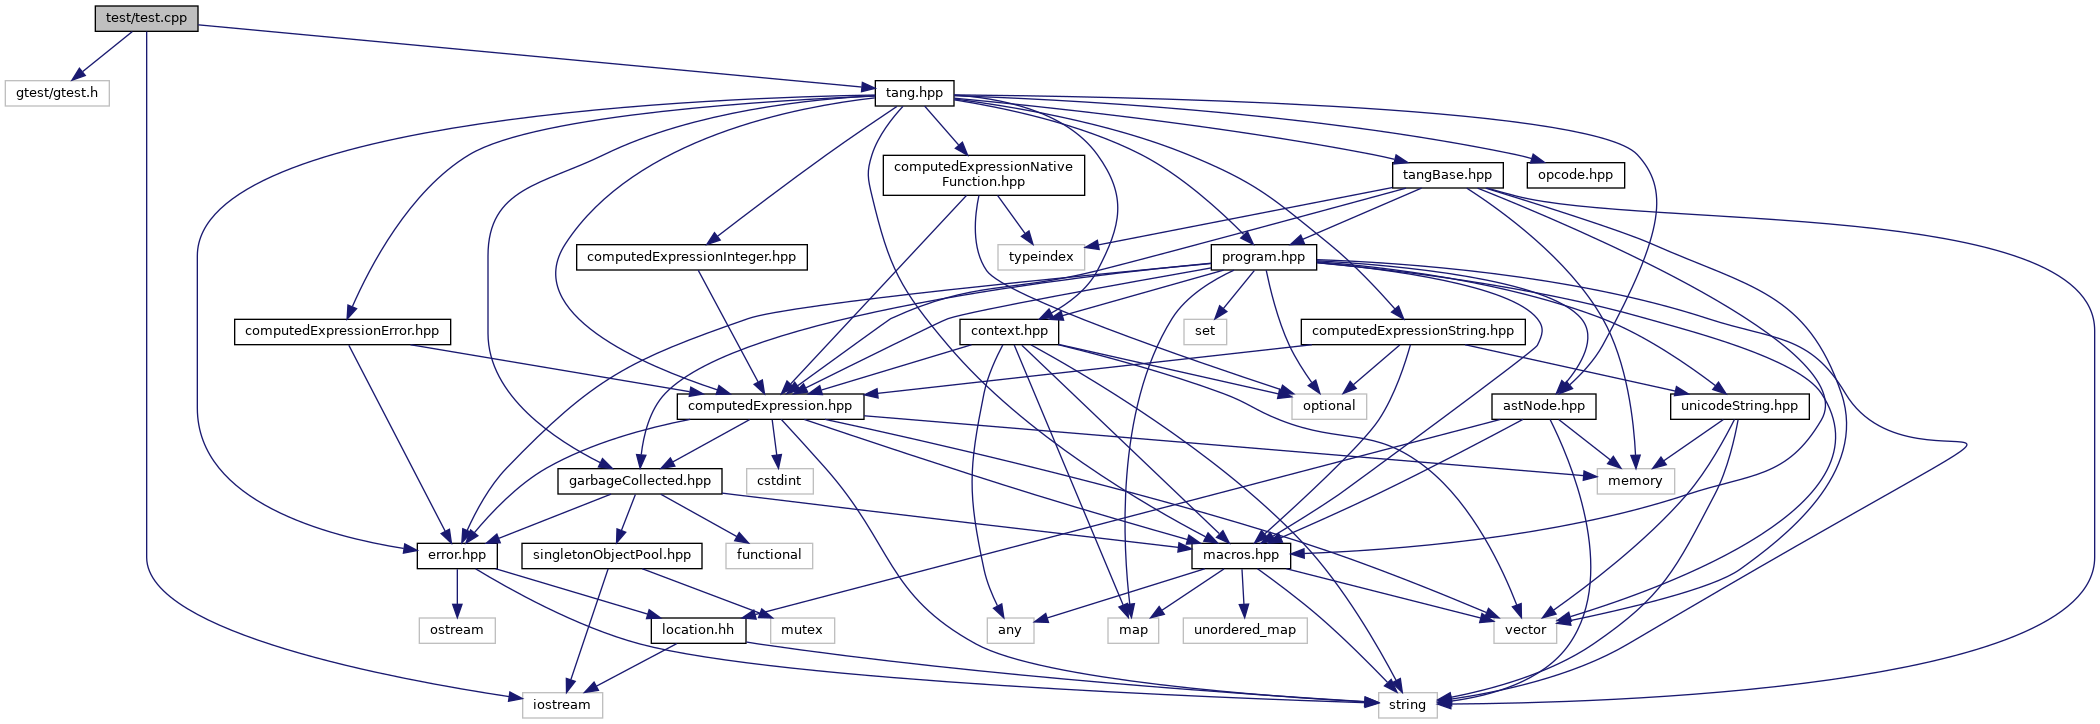 test/test.cpp
gtest/gtest.h
tang.hpp
computedExpressionNative
Function.hpp
tangBase.hpp
opcode.hpp
computedExpressionInteger.hpp
typeindex
program.hpp
computedExpressionError.hpp
context.hpp
set
computedExpressionString.hpp
computedExpression.hpp
optional
astNode.hpp
unicodeString.hpp
garbageCollected.hpp
cstdint
memory
error.hpp
singletonObjectPool.hpp
functional
macros.hpp
ostream
location.hh
mutex
any
map
unordered_map
vector
iostream
string